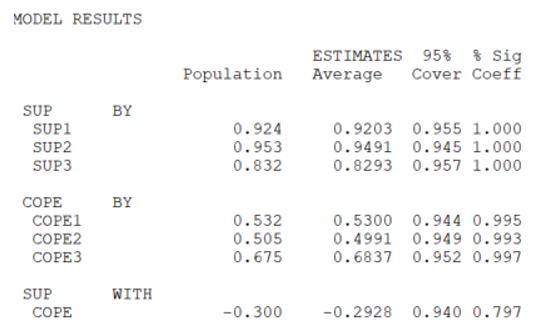 MODEL RESULTS
ESTIMATES 95% % Sig
Population Average Cover Coeff
SUP BY
SUP1 0.924 0.9203 0.955 1.000
SUP2 0.953 0.9491 0.945 1.000
SUP3 0.832 0.8293 0.957 1.000
COPE BY
COPE1 0.532 0.5300 0.944 0.995
COPE2 0.505 0.4991 0.949 0.993
COPE3 0.675 0.6837 0.952 0.997
SUP WITH
COPE -0.300 -0.2928 0.940 0.797